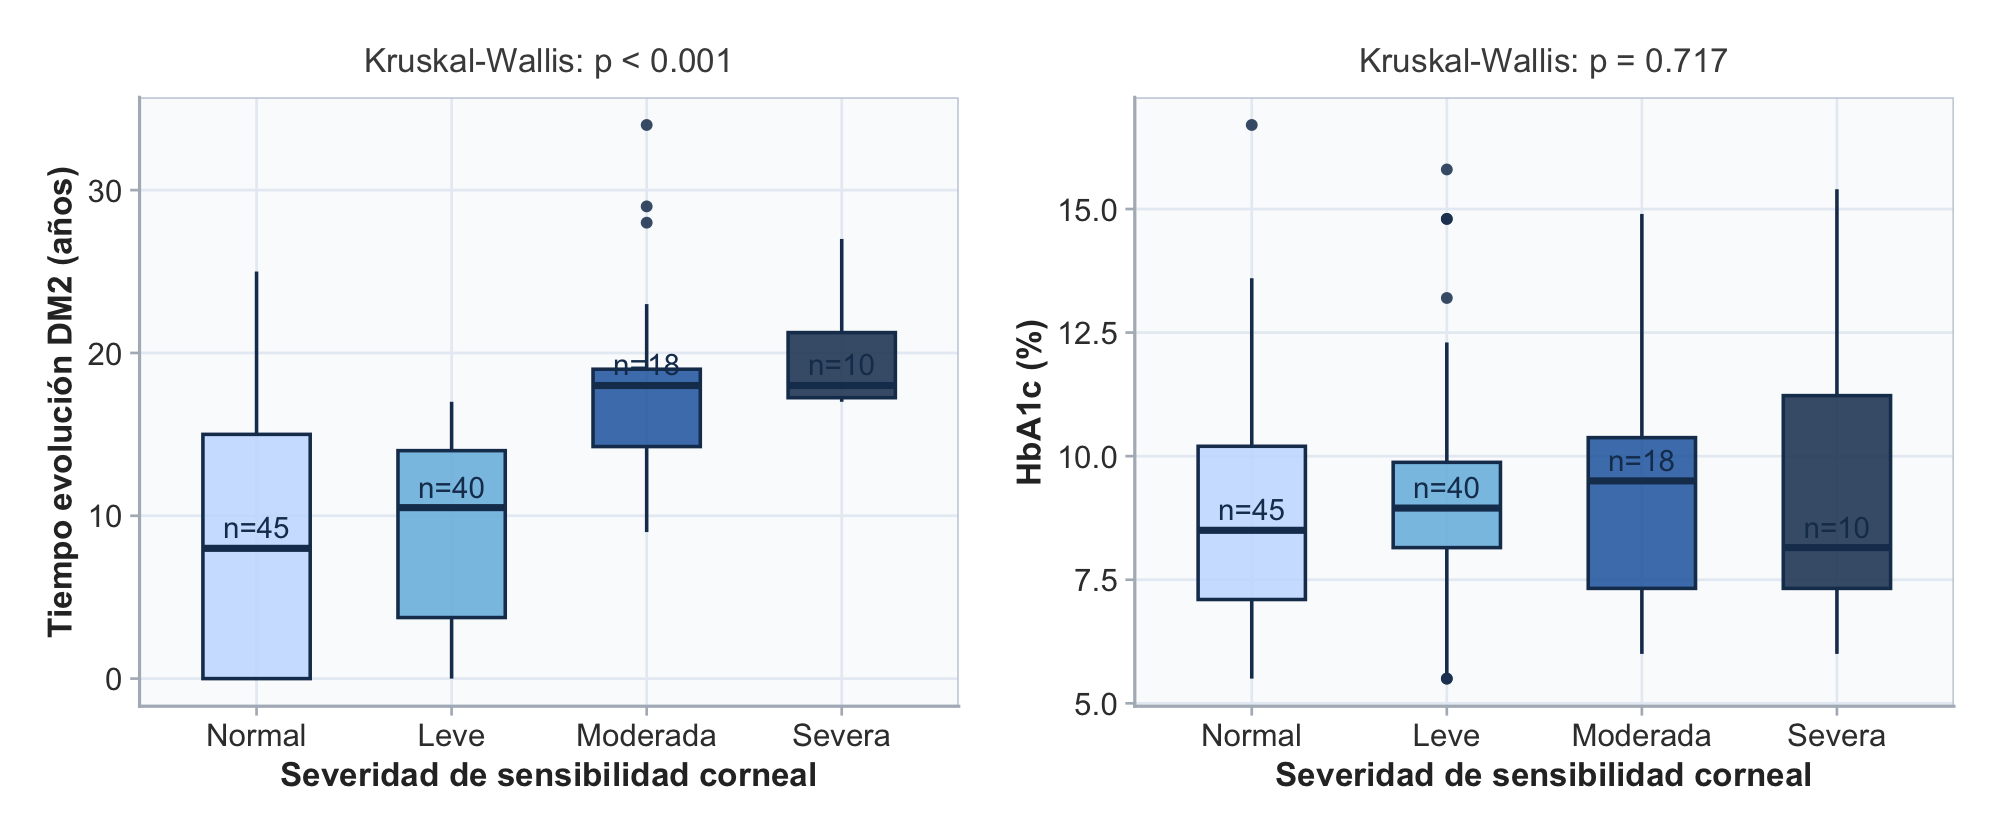 Kruskal-Wallis: p < 0.001
Tiempo evolución DM2 (años)
30
20
10
0
n=45
n=40
n=18
n=10
Normal
Leve
Moderada
Severa
Severidad de sensibilidad corneal
Kruskal-Wallis: p = 0.717
HbA1c (%)
15.0
12.5
10.0
7.5
5.0
n=45
n=40
n=18
n=10
Normal
Leve
Moderada
Severa
Severidad de sensibilidad corneal